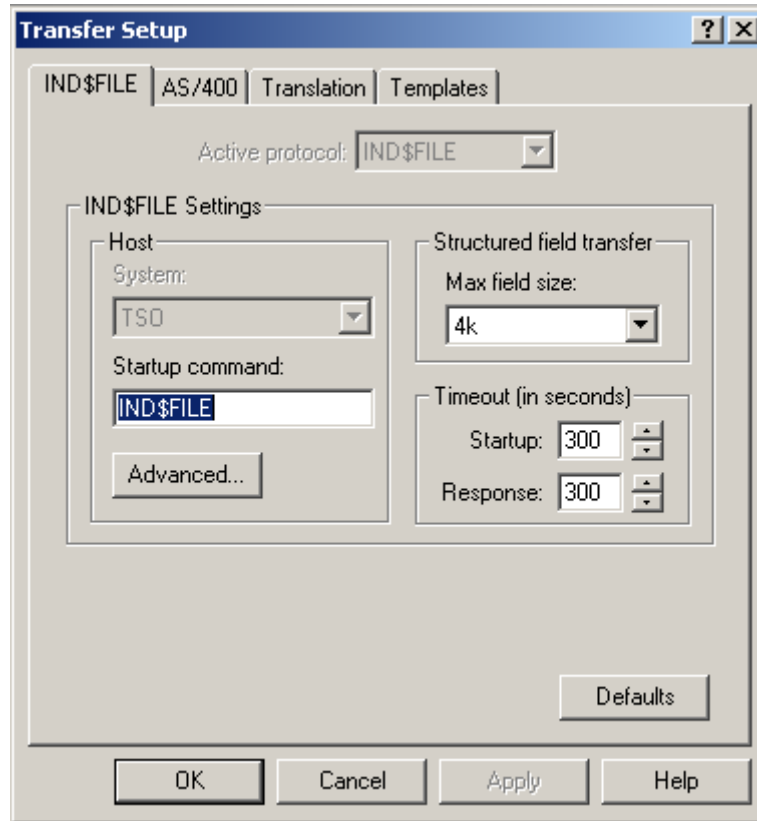 Transfer Setup
IND$FILE AS/400 Translation Templates
Active protocol: IND$FILE
IND$FILE Settings
Host
System:
TSO
Startup command:
IND$FILE
Advanced...
Structured field transfer
Max field size:
4k
Timeout (in seconds)
Startup: 300
Response: 300
Defaults
OK Cancel Apply Help